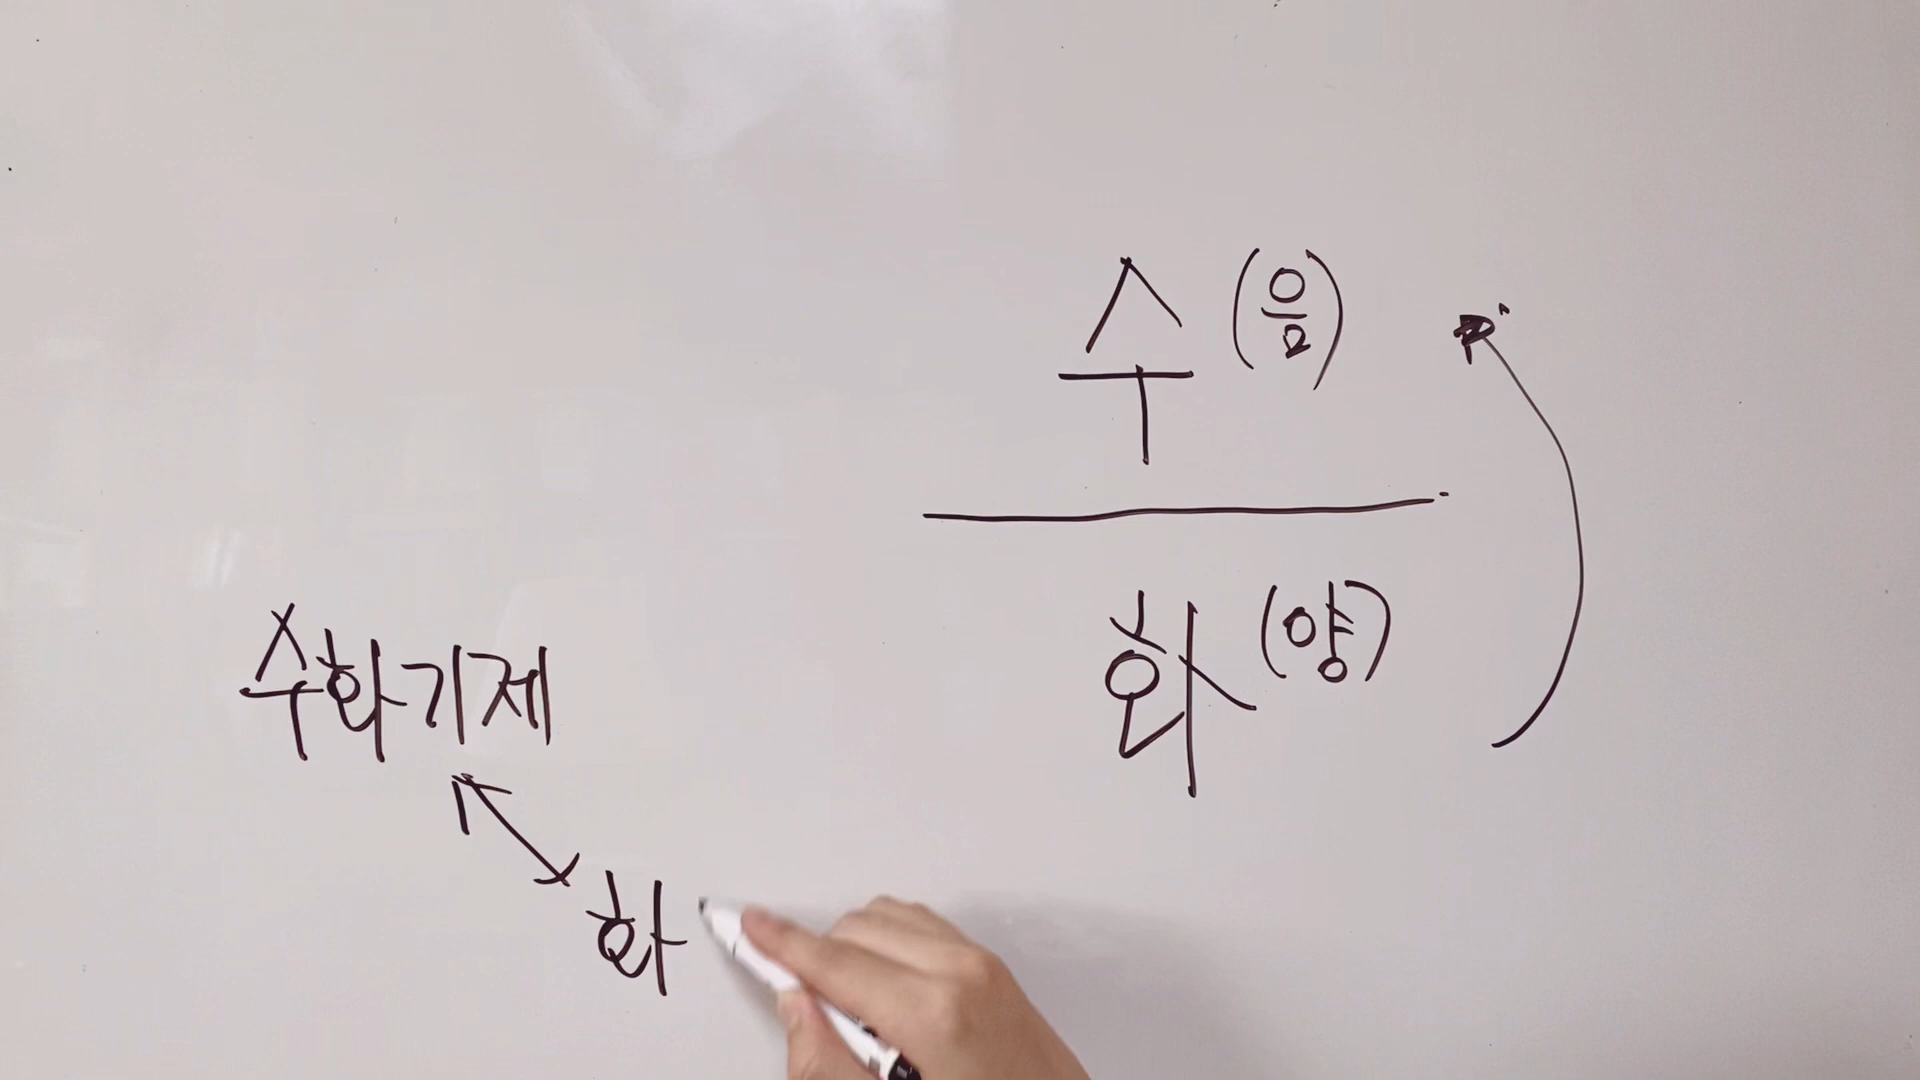 수 (음)
화 (양)
수화기제
화